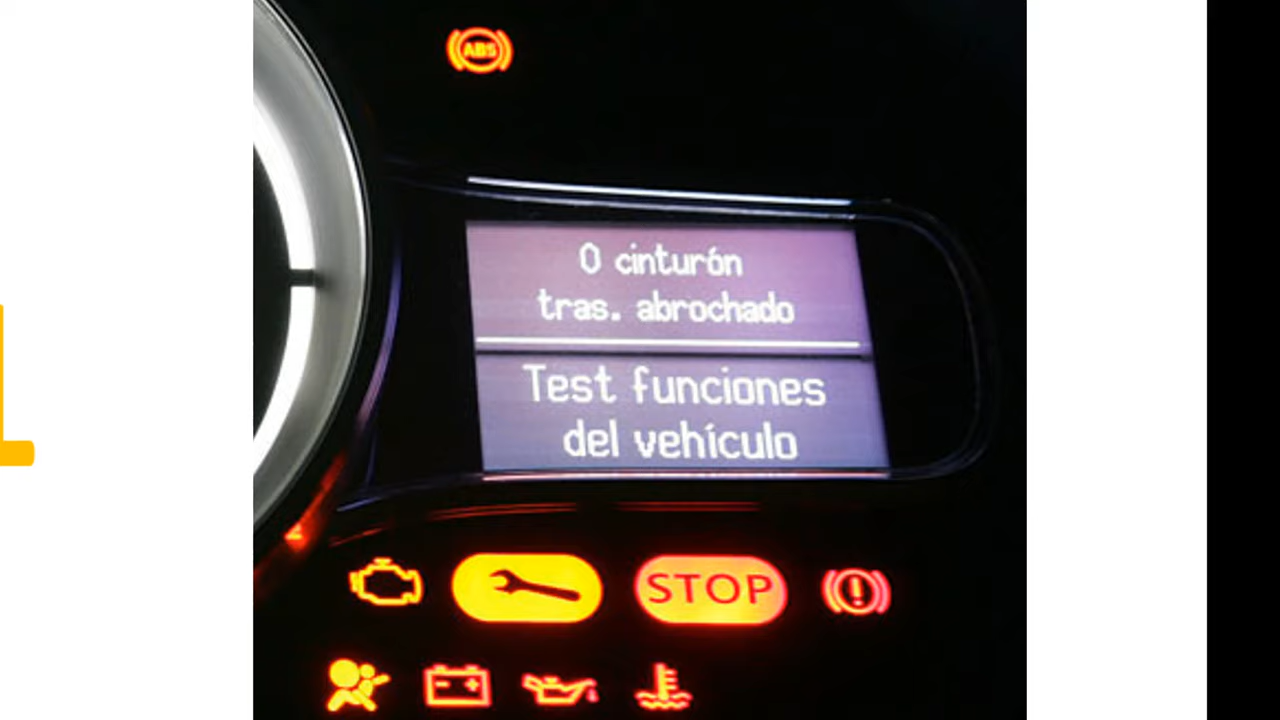 ABS
0 cinturón
tras. abrochado
Test funciones
del vehículo
STOP